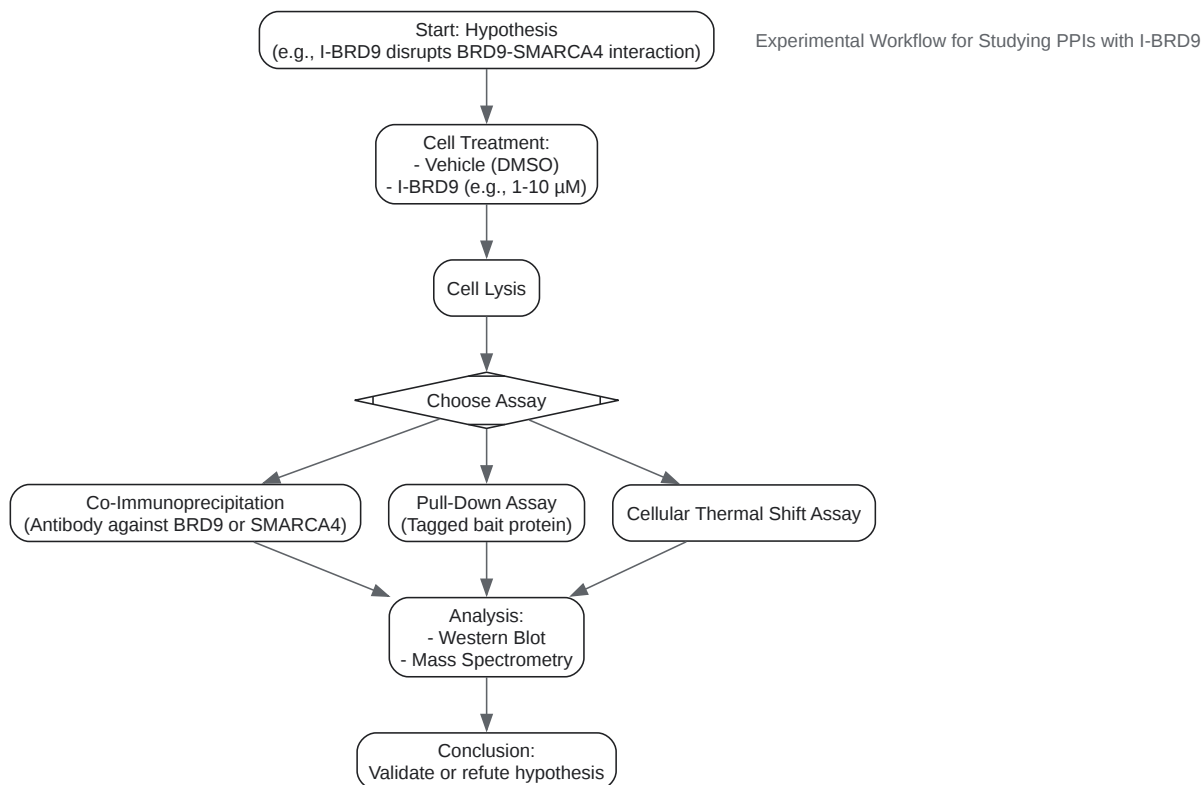 Start: Hypothesis
(e.g., I-BRD9 disrupts BRD9-SMARCA4 interaction)
Experimental Workflow for Studying PPIs with I-BRD9
Cell Treatment:
- Vehicle (DMSO)
- I-BRD9 (e.g., 1-10 µM)
Cell Lysis
Choose Assay
Co-Immunoprecipitation
(Antibody against BRD9 or SMARCA4)
Pull-Down Assay
(Tagged bait protein)
Cellular Thermal Shift Assay
Analysis:
- Western Blot
- Mass Spectrometry
Conclusion:
Validate or refute hypothesis